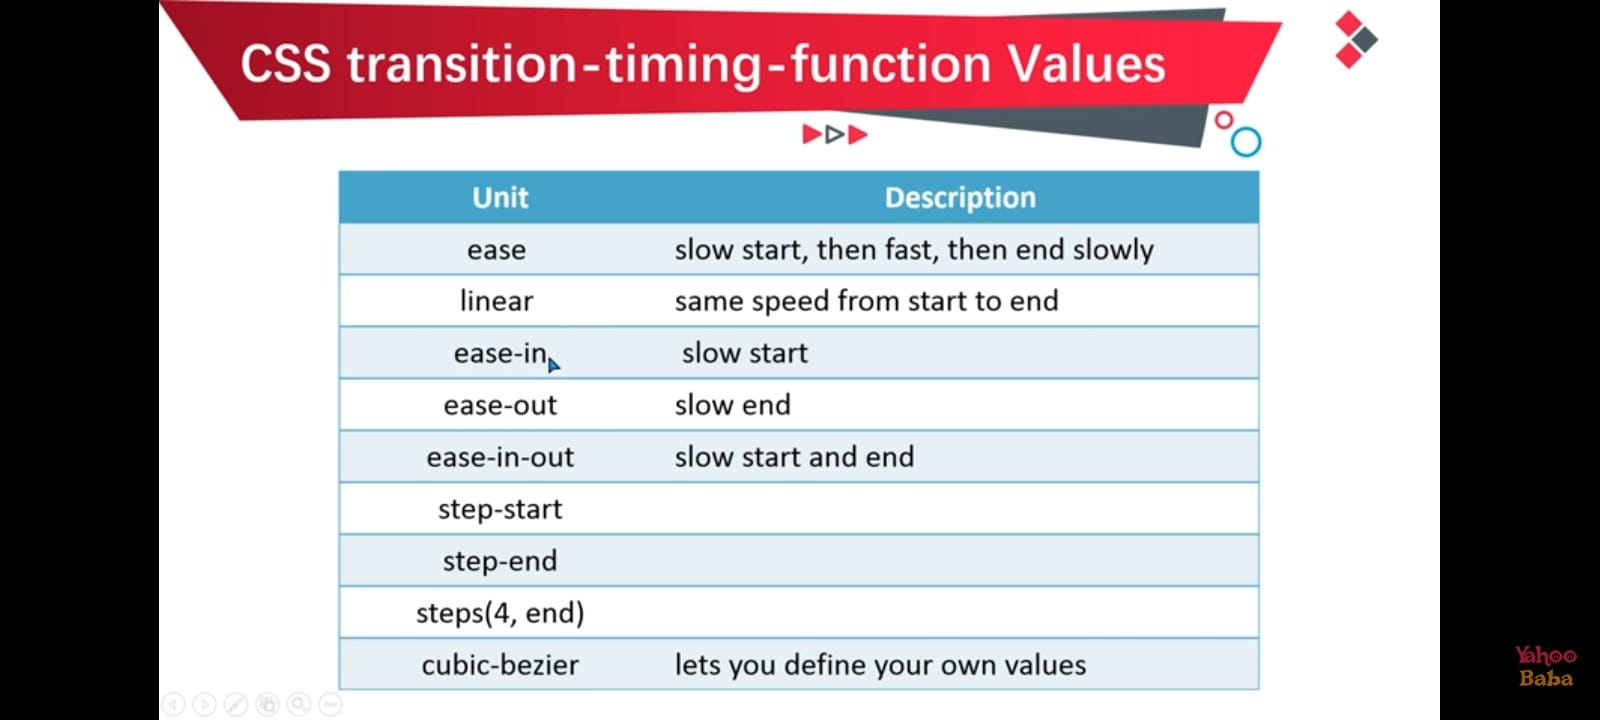 CSS transition-timing-function Values
Unit Description
ease slow start, then fast, then end slowly
linear same speed from start to end
ease-in slow start
ease-out slow end
ease-in-out slow start and end
step-start
step-end
steps(4, end)
cubic-bezier lets you define your own values
Yahoo
Baba